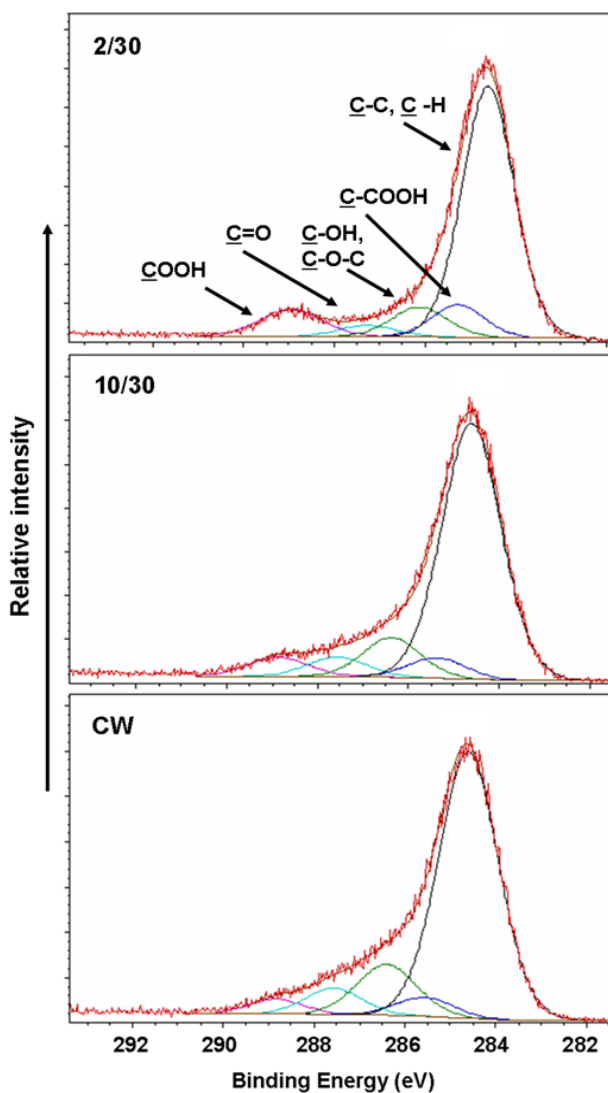 2/30
C-C, C -H
C-COOH
C=O
C-OH,
C-O-C
COOH
10/30
CW
Relative intensity
292 290 288 286 284 282
Binding Energy (eV)